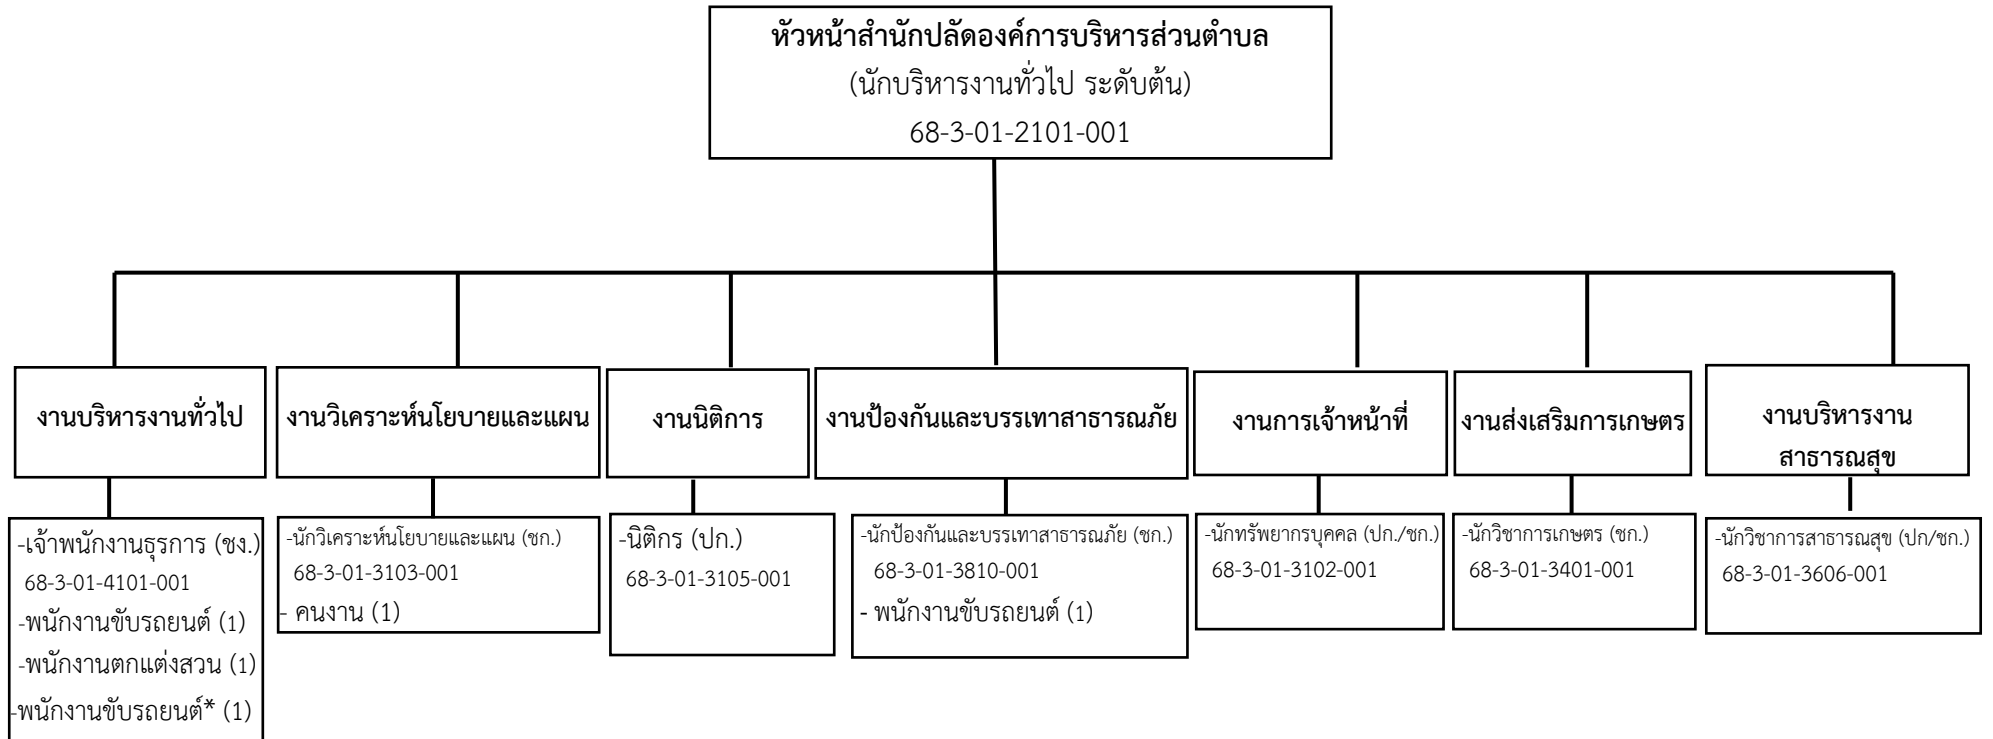 หัวหน้าสำนักปลัดองค์การบริหารส่วนตำบล
(นักบริหารงานทั่วไป ระดับต้น)
68-3-01-2101-001
งานบริหารงานทั่วไป
งานวิเคราะห์นโยบายและแผน
งานนิติการ
งานป้องกันและบรรเทาสาธารณภัย
งานการเจ้าหน้าที่
งานส่งเสริมการเกษตร
งานบริหารงาน
สาธารณสุข
-เจ้าพนักงานธุรการ (ชง.)
68-3-01-4101-001
-พนักงานขับรถยนต์ (1)
-พนักงานตกแต่งสวน (1)
-พนักงานขับรถยนต์* (1)
-นักวิเคราะห์นโยบายและแผน (ชก.)
68-3-01-3103-001
- คนงาน (1)
-นิติกร (ปก.)
68-3-01-3105-001
-นักป้องกันและบรรเทาสาธารณภัย (ชก.)
68-3-01-3810-001
- พนักงานขับรถยนต์ (1)
-นักทรัพยากรบุคคล (ปก./ชก.)
68-3-01-3102-001
-นักวิชาการเกษตร (ชก.)
68-3-01-3401-001
-นักวิชาการสาธารณสุข (ปก/ชก.)
68-3-01-3606-001